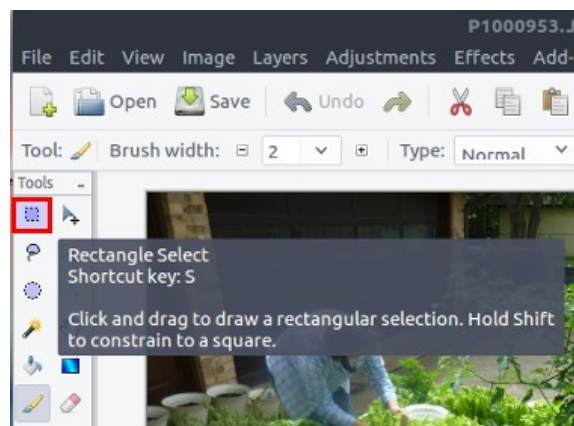 P1000953.J
File Edit View Image Layers Adjustments Effects Add-
Open Save Undo
Tool: Brush width: 2 Type: Normal
Tools
Rectangle Select
Shortcut key: S
Click and drag to draw a rectangular selection. Hold Shift
to constrain to a square.